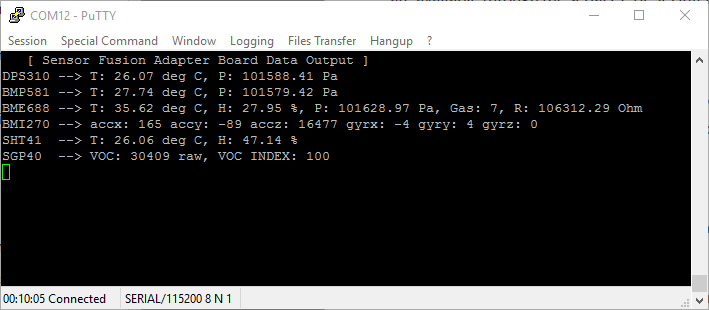 COM12 - PuTTY
Session Special Command Window Logging Files Transfer Hangup ?
[ Sensor Fusion Adapter Board Data Output ]
DPS310 --> T: 26.07 deg C, P: 101588.41 Pa
BMP581 --> T: 27.74 deg C, P: 101579.42 Pa
BME688 --> T: 35.62 deg C, H: 27.95 %, P: 101628.97 Pa, Gas: 7, R: 106312.29 Ohm
BMI270 --> accx: 165 accy: -89 accz: 16477 gyrx: -4 gyry: 4 gyrz: 0
SHT41  --> T: 26.06 deg C, H: 47.14 %
SGP40  --> VOC: 30409 raw, VOC INDEX: 100
00:10:05 Connected SERIAL/115200 8 N 1